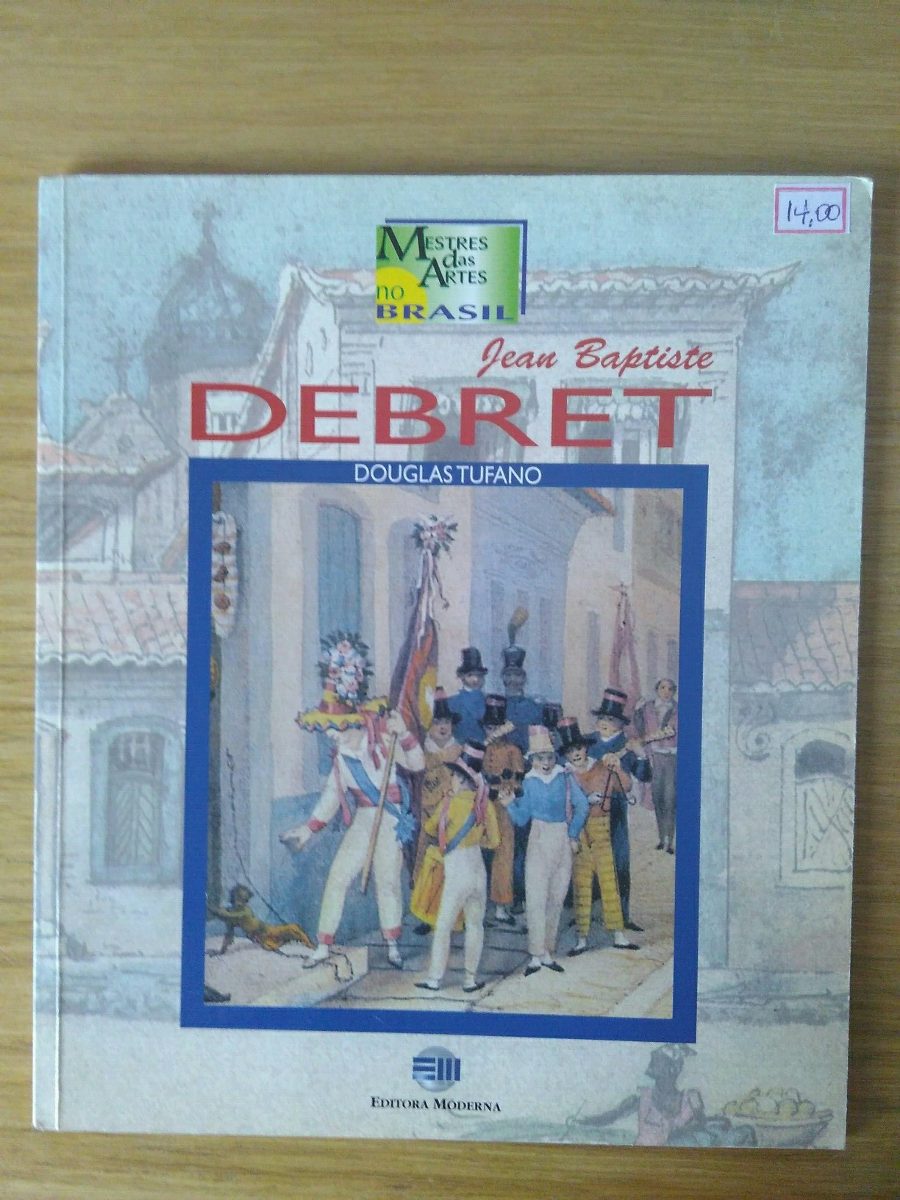 14,00
MESTRES
das
ARTES
no
BRASIL
Jean Baptiste
DEBRET
DOUGLAS TUFANO
EDITORA MODERNA